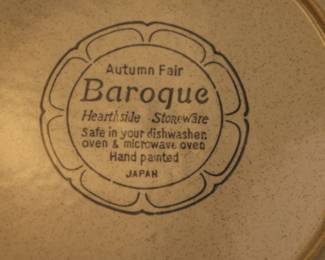 Autumn Fair
Baroque
Hearthside Stoneware
Safe in your dishwasher,
oven & microwave oven
Hand painted
JAPAN